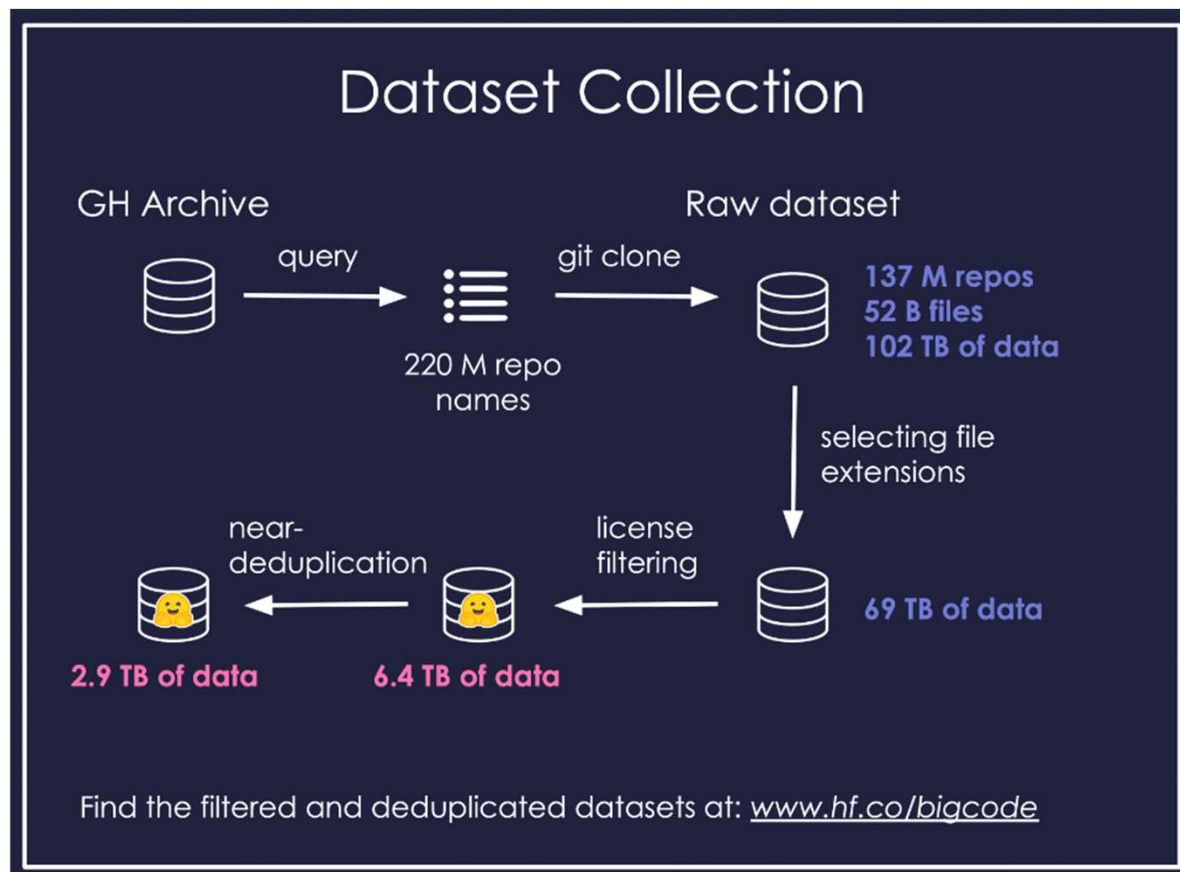 Dataset Collection
GH Archive
query
220 M repo
names
git clone
Raw dataset
137 M repos
52 B files
102 TB of data
selecting file
extensions
69 TB of data
license
filtering
6.4 TB of data
near-
deduplication
2.9 TB of data
Find the filtered and deduplicated datasets at: www.hf.co/bigcode